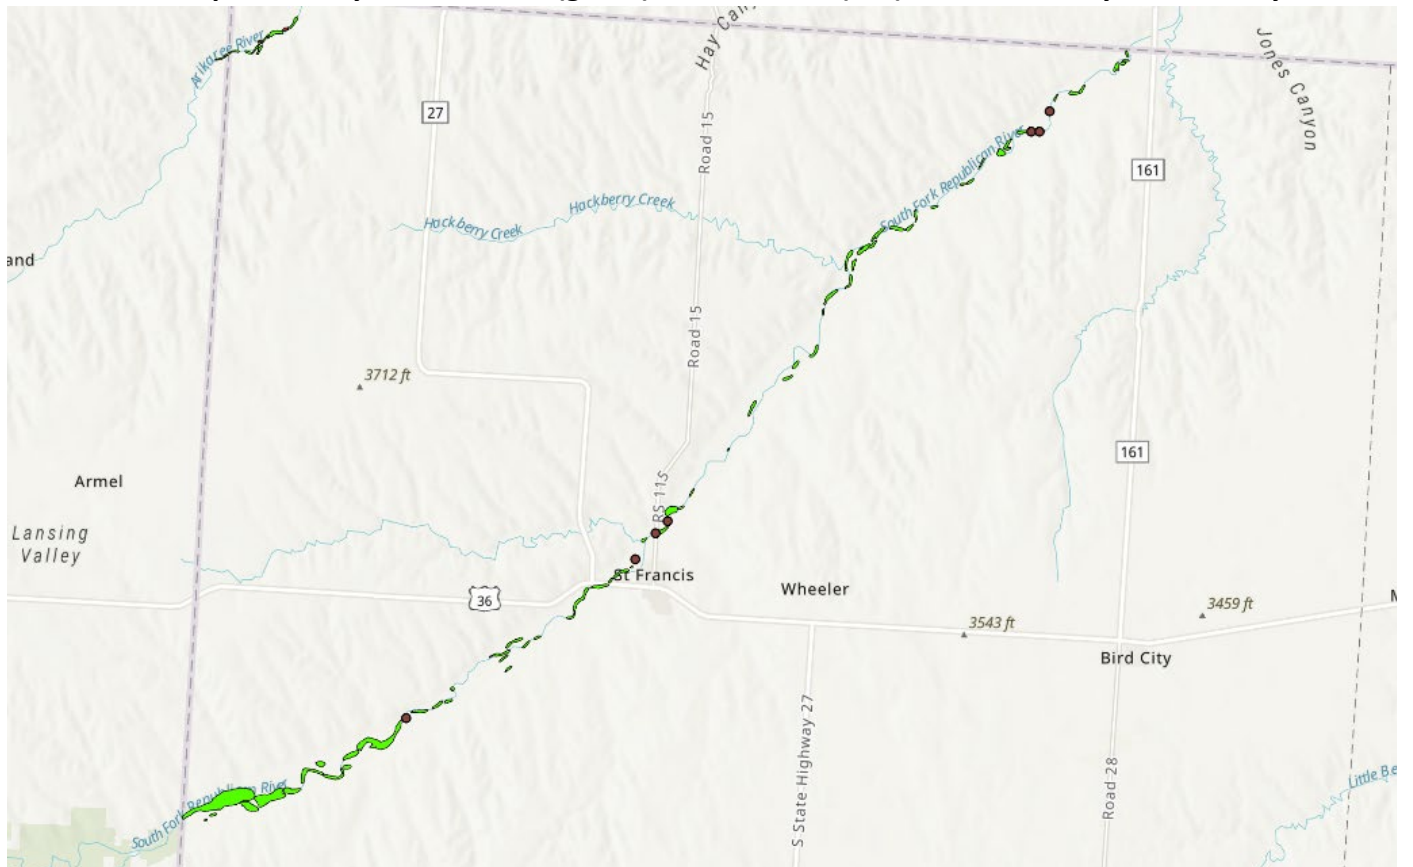 Arikaree River
Hay
27
Road 15
Jones Canyon
161
South Fork Republican River
Hackberry Creek
Hackberry Creek
and
Road 15
3712 ft
161
Armel
Lansing
Valley
RS 115
St Francis
Wheeler
36
3459 ft
3543 ft
Bird City
S State Highway 27
Road 28
South Fork Republican River
Little Be